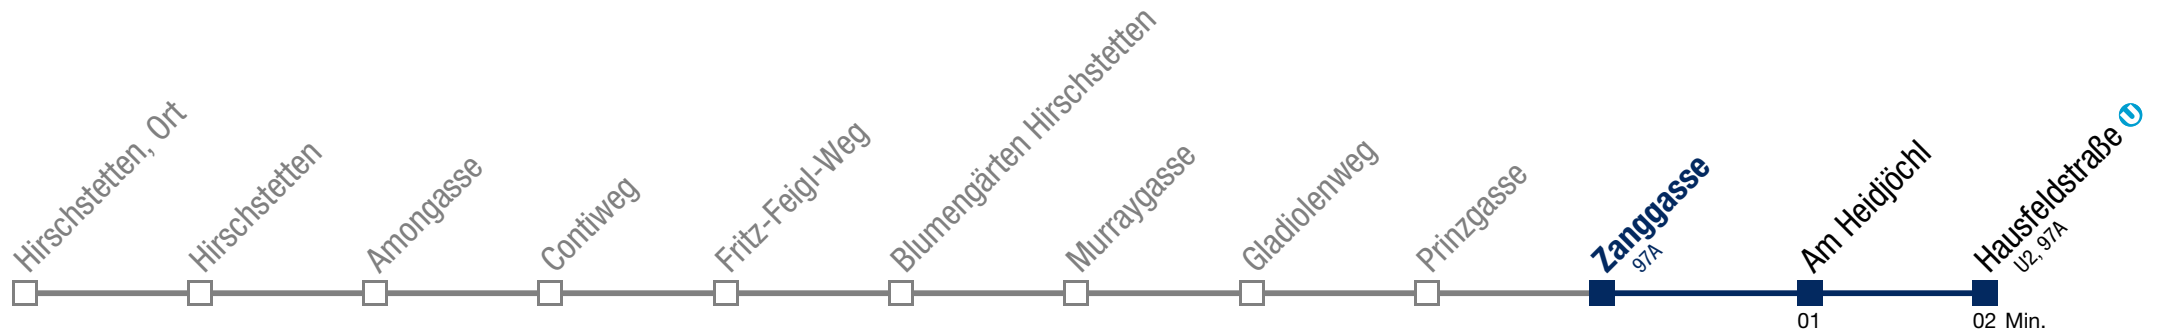 Hirschstetten, Ort
Hirschstetten
Amongasse
Contiweg
Fritz-Feigl-Weg
Blumengärten Hirschstetten
Murraygasse
Gladiolenweg
Prinzgasse
Zanggasse
97A
Am Heidjöchl
Hausfeldstraße U
U2, 97A
01
02 Min.